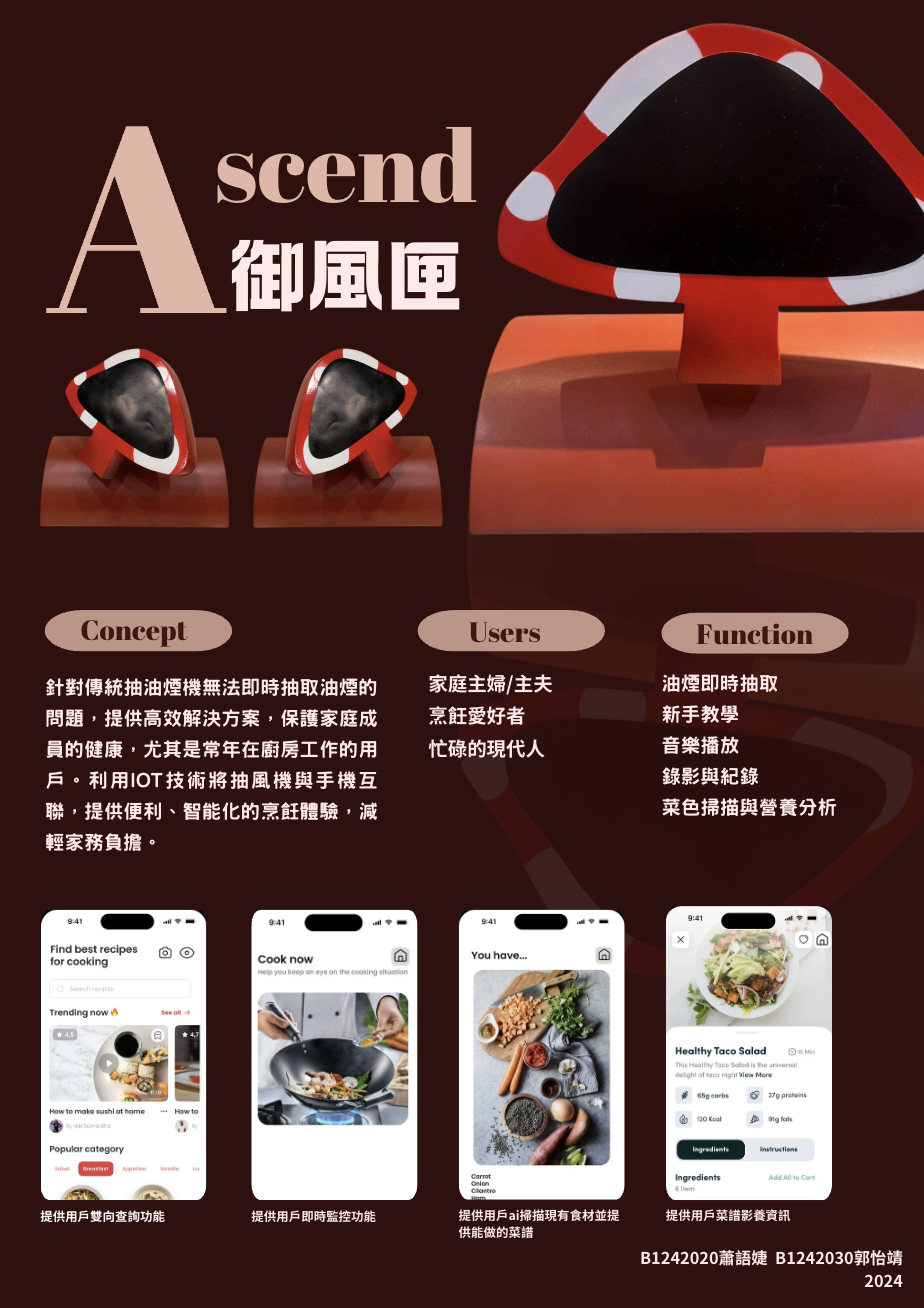 Ascend
御風匣
Concept
針對傳統抽油煙機無法即時抽取油煙的
問題，提供高效解決方案，保護家庭成
員的健康，尤其是常年在廚房工作的用
戶。利用IOT技術將抽風機與手機互
聯，提供便利、智能化的烹飪體驗，減
輕家務負擔。
Users
家庭主婦/主夫
烹飪愛好者
忙碌的現代人
Function
油煙即時抽取
新手教學
音樂播放
錄影與紀錄
菜色掃描與營養分析
9:41
Find best recipes
for cooking
Search recipes
Trending now
See all →
4,5
4,7
How to make sushi at home
How to
By Niki Samantha
By
Popular category
Salad Breakfast Appetizer Noodle Lu
提供用戶雙向查詢功能
9:41
Cook now
Help you keep an eye on the cooking situation
提供用戶即時監控功能
9:41
You have...
Carrot
Onion
Cilantro
Ham
提供用戶ai掃描現有食材並提
供能做的菜譜
9:41
Healthy Taco Salad
15 Min
This Healthy Taco Salad is the universal
delight of taco night View More
65g carbs
27g proteins
120 Kcal
91g fats
Ingredients
Instructions
Ingredients
Add All to Cart
6 Item
提供用戶菜譜影養資訊
B1242020蕭語婕 B1242030郭怡靖
2024